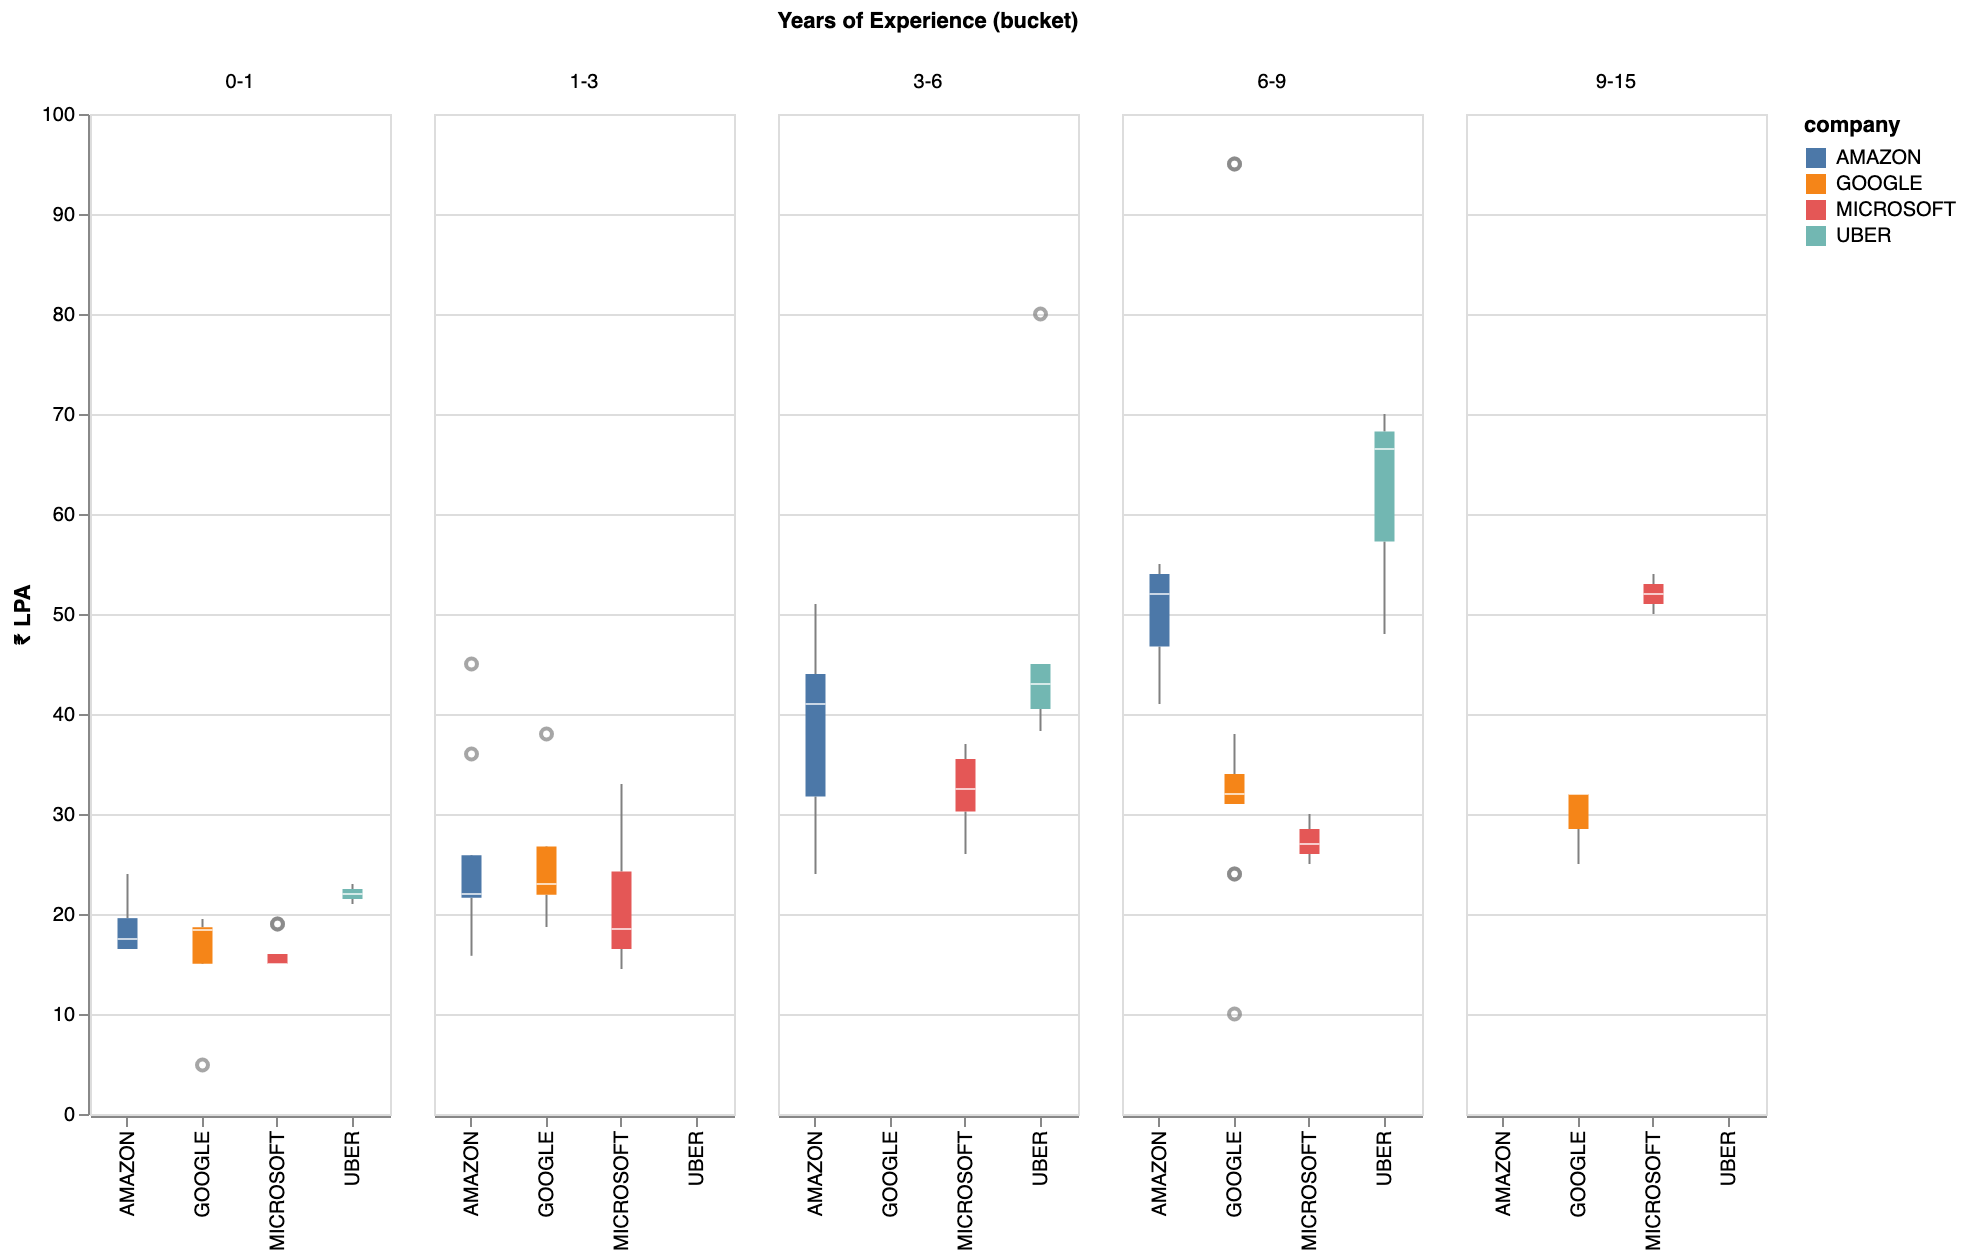 Years of Experience (bucket)
0-1
1-3
3-6
6-9
9-15
100
90
80
70
60
50
40
30
20
10
0
₹ LPA
AMAZON
GOOGLE
MICROSOFT
UBER
AMAZON
GOOGLE
MICROSOFT
UBER
AMAZON
GOOGLE
MICROSOFT
UBER
AMAZON
GOOGLE
MICROSOFT
UBER
AMAZON
GOOGLE
MICROSOFT
UBER
company
AMAZON
GOOGLE
MICROSOFT
UBER